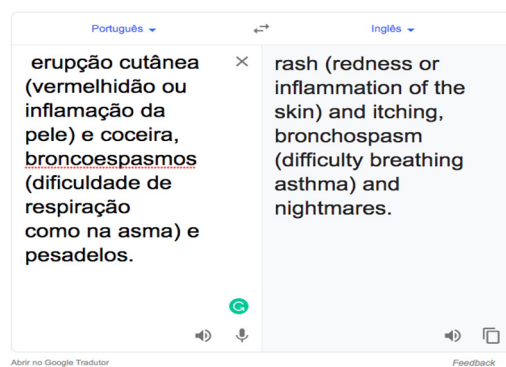 Português
Inglês
erupção cutânea
(vermelhidão ou
inflamação da
pele) e coceira,
broncoespasmos
(dificuldade de
respiração
como na asma) e
pesadelos.
rash (redness or
inflammation of the
skin) and itching,
bronchospasm
(difficulty breathing
asthma) and
nightmares.
Abrir no Google Tradutor
Feedback